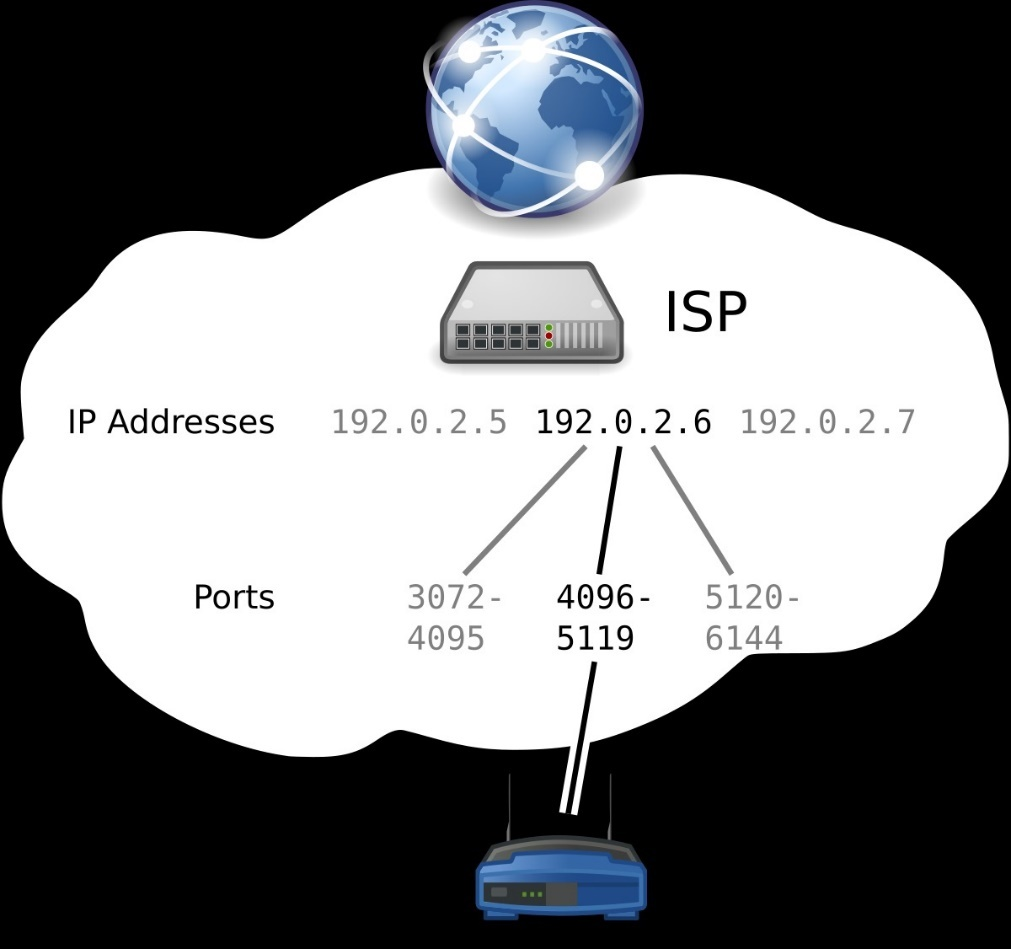 ISP
IP Addresses 192.0.2.5 192.0.2.6 192.0.2.7
Ports 3072- 4096- 5120-
4095 5119 6144